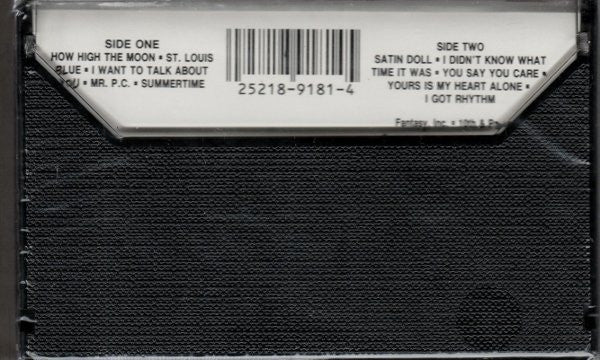 SIDE ONE
HOW HIGH THE MOON • ST. LOUIS
BLUE • I WANT TO TALK ABOUT
YOU • MR. P.C. • SUMMERTIME
25218-9181-4
SIDE TWO
SATIN DOLL • I DIDN'T KNOW WHAT
TIME IT WAS • YOU SAY YOU CARE •
YOURS IS MY HEART ALONE •
I GOT RHYTHM
Fantasy, Inc. • 10th &